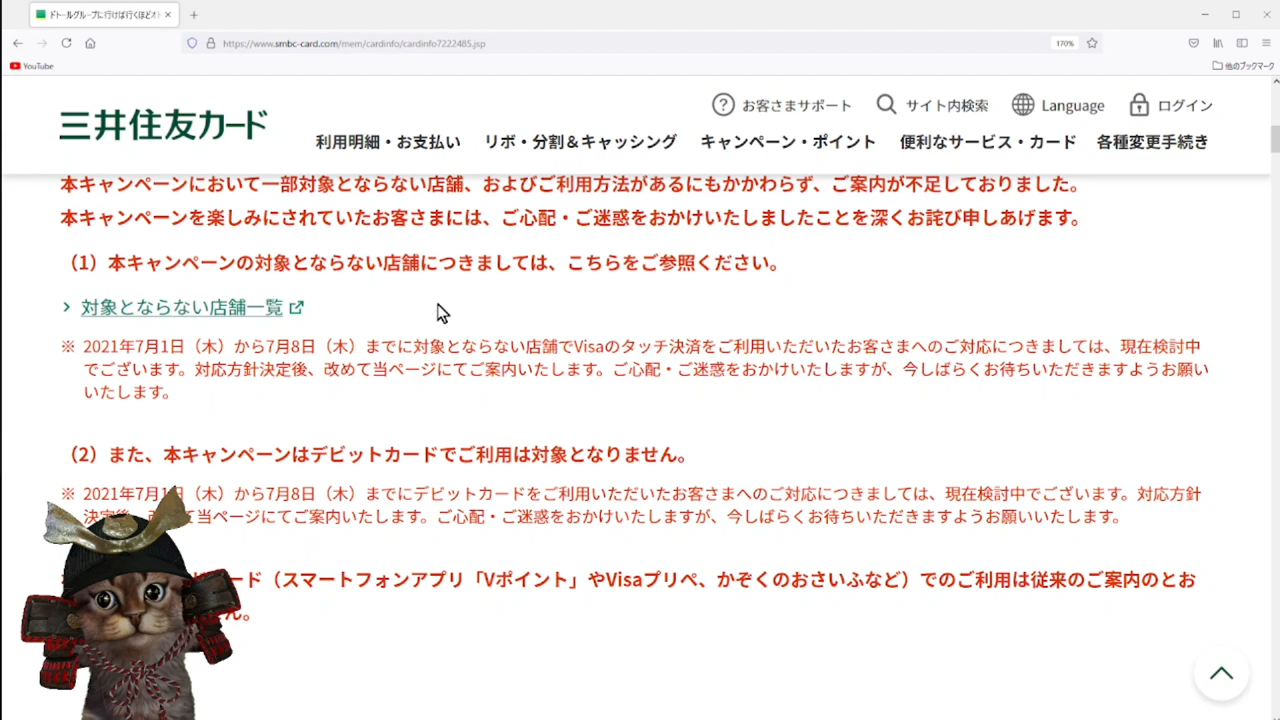 ドトールグループに行けば行くほどオト
YouTube
https://www.smbc-card.com/mem/cardinfo/cardinfo7222485.jsp
170%
他のブックマーク
三井住友カード
お客さまサポート サイト内検索 Language ログイン
利用明細・お支払い リボ・分割&キャッシング キャンペーン・ポイント 便利なサービス・カード 各種変更手続き
本キャンペーンにおいて一部対象とならない店舗、およびご利用方法があるにもかかわらず、ご案内が不足しておりました。
本キャンペーンを楽しみにされていたお客さまには、ご心配・ご迷惑をおかけいたしましたことを深くお詫び申しあげます。
（1）本キャンペーンの対象とならない店舗につきましては、こちらをご参照ください。
対象とならない店舗一覧
※ 2021年7月1日（木）から7月8日（木）までに対象とならない店舗でVisaのタッチ決済をご利用いただいたお客さまへのご対応につきましては、現在検討中
でございます。対応方針決定後、改めて当ページにてご案内いたします。ご心配・ご迷惑をおかけいたしますが、今しばらくお待ちいただきますようお願い
いたします。
（2）また、本キャンペーンはデビットカードでご利用は対象となりません。
※ 2021年7月1日（木）から7月8日（木）までにデビットカードをご利用いただいたお客さまへのご対応につきましては、現在検討中でございます。対応方針
決定後、改めて当ページにてご案内いたします。ご心配・ご迷惑をおかけいたしますが、今しばらくお待ちいただきますようお願いいたします。
ード（スマートフォンアプリ「Vポイント」やVisaプリペ、かぞくのおさいふなど）でのご利用は従来のご案内のとお
ん。